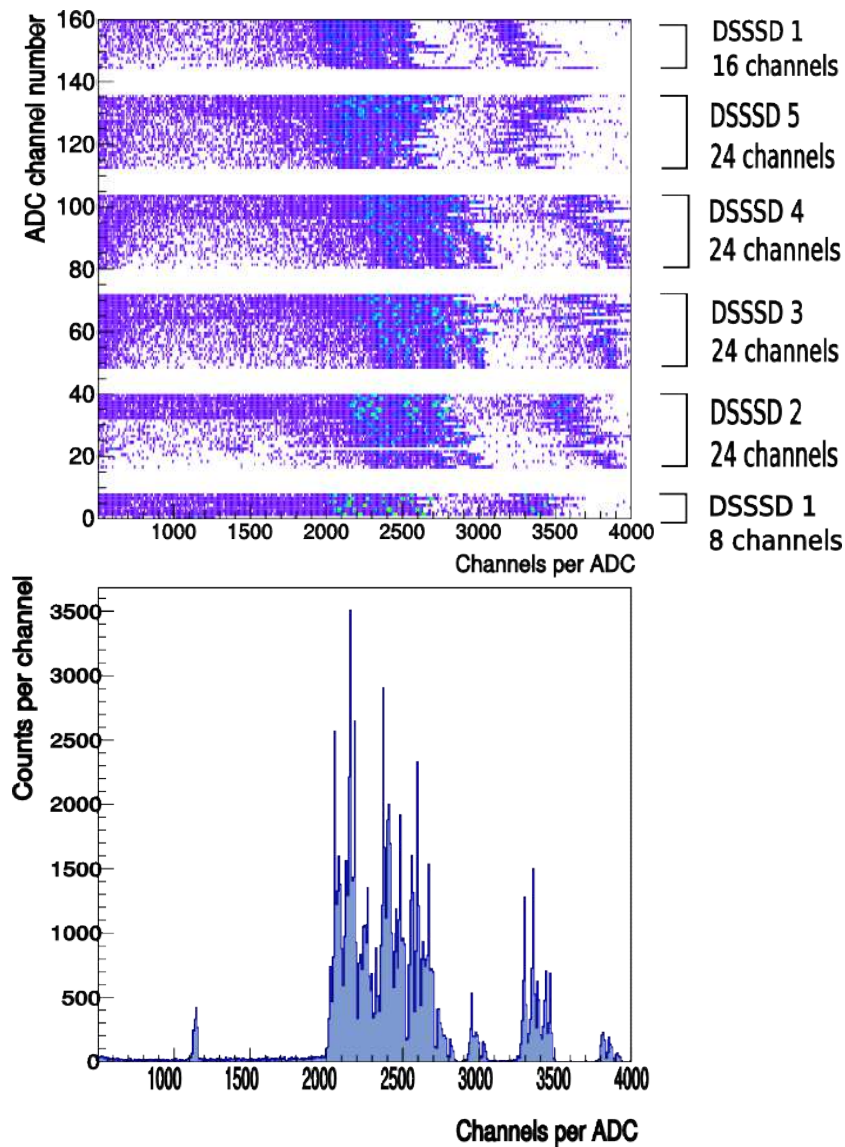 ADC channel number
160
140
120
100
80
60
40
20
0
1000 1500 2000 2500 3000 3500 4000
Channels per ADC
DSSSD 1
16 channels
DSSSD 5
24 channels
DSSSD 4
24 channels
DSSSD 3
24 channels
DSSSD 2
24 channels
DSSSD 1
8 channels
Counts per channel
3500
3000
2500
2000
1500
1000
500
0
1000 1500 2000 2500 3000 3500 4000
Channels per ADC